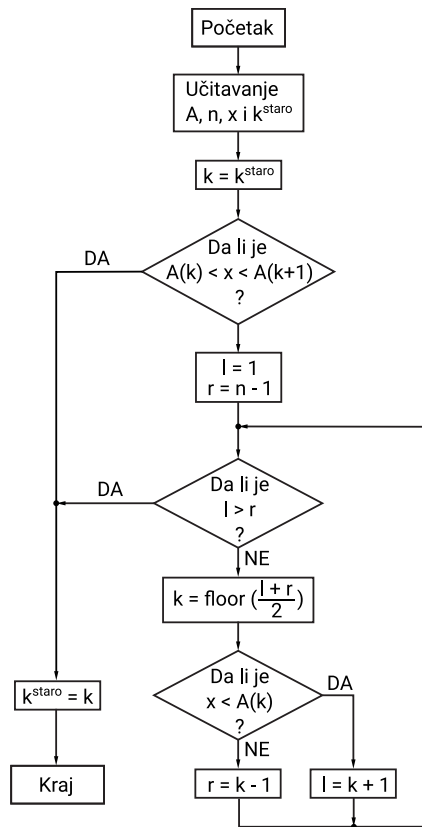 Početak
Učitavanje
A, n, x i k^staro
k = k^staro
Da li je
A(k) < x < A(k+1)
?
DA
l = 1
r = n - 1
Da li je
l > r
?
DA
NE
k = floor (l + r / 2)
Da li je
x < A(k)
?
DA
NE
k^staro = k
r = k - 1
l = k + 1
Kraj